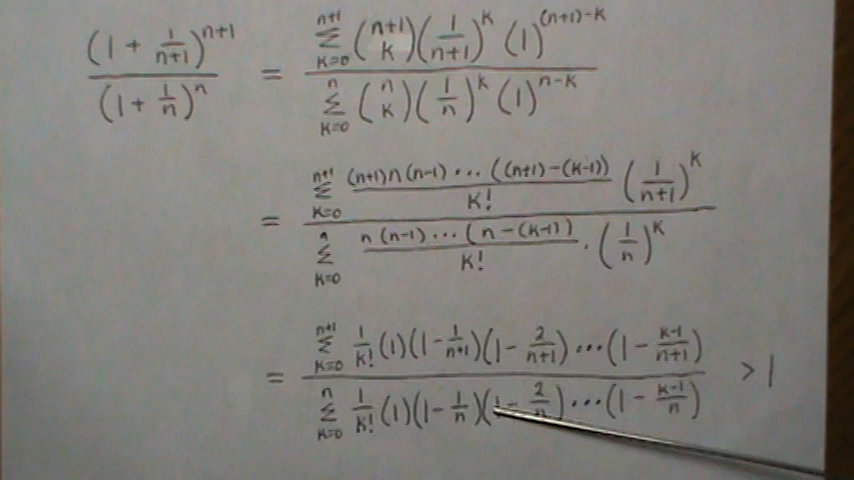 (1 + 1/(n+1))^(n+1) / (1 + 1/n)^n = Σ_{K=0}^{n+1} (n+1 K) (1/(n+1))^K (1)^((n+1)-K) / Σ_{K=0}^{n} (n K) (1/n)^K (1)^(n-K)
= Σ_{K=0}^{n+1} (n+1)n(n-1)···((n+1)-(K-1)) / K! (1/(n+1))^K / Σ_{K=0}^{n} n(n-1)···(n-(K-1)) / K! · (1/n)^K
= Σ_{K=0}^{n+1} 1/K! (1)(1 - 1/(n+1))(1 - 2/(n+1))···(1 - (K-1)/(n+1)) / Σ_{K=0}^{n} 1/K! (1)(1 - 1/n)(1 - 2/n)···(1 - (K-1)/n) > 1